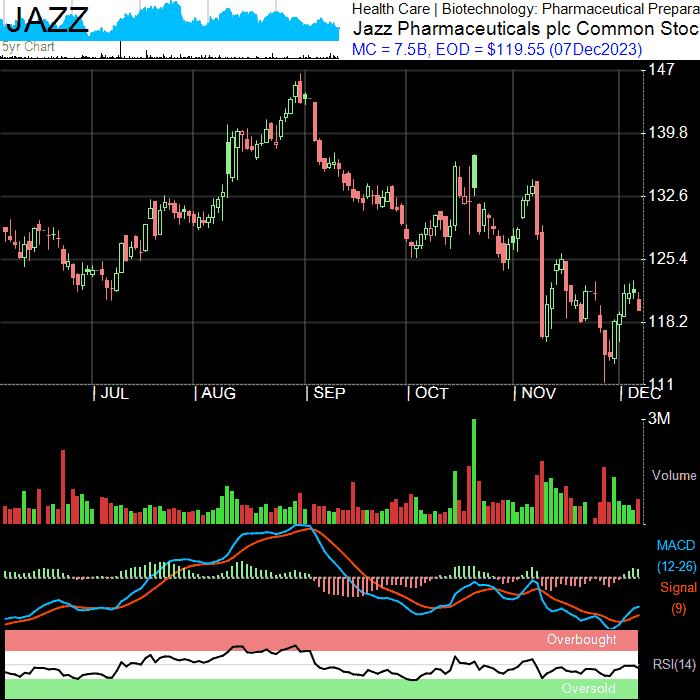 JAZZ
5yr Chart
Health Care | Biotechnology: Pharmaceutical Prepara
Jazz Pharmaceuticals plc Common Stoc
MC = 7.5B, EOD = $119.55 (07Dec2023)
147
139.8
132.6
125.4
118.2
111
| JUL | AUG | SEP | OCT | NOV | DEC
3M
Volume
MACD
(12-26)
Signal
(9)
Overbought
RSI(14)
Oversold